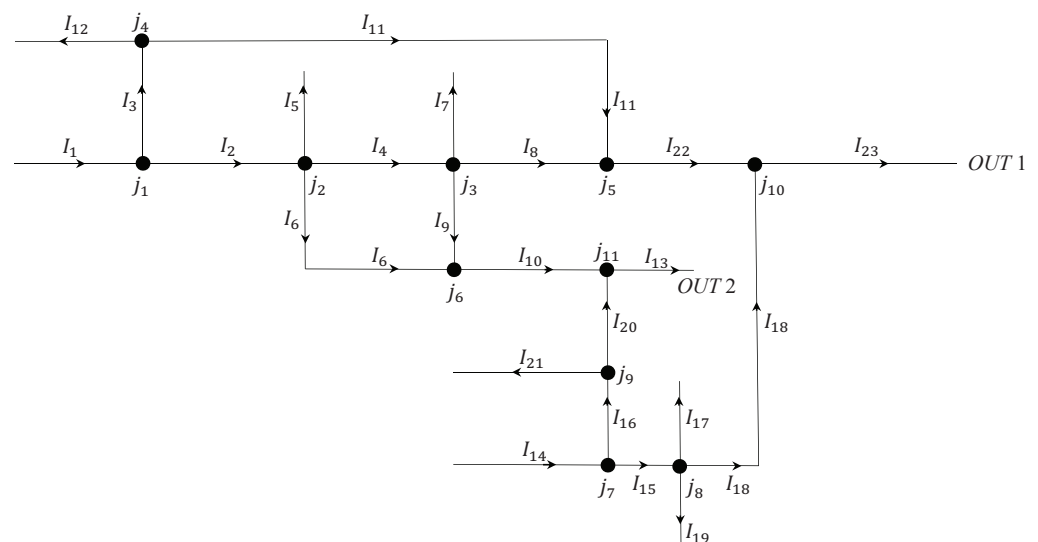 I₁₂ j₄ I₁₁
I₃ I₅ I₇ I₁₁
I₁ I₂ I₄ I₈ I₂₂ I₂₃ OUT 1
j₁ j₂ j₃ j₅ j₁₀
I₆ I₉
I₆ I₁₀ j₁₁ I₁₃
j₆ OUT 2
I₂₀ I₁₈
I₂₁ j₉
I₁₆ I₁₇
I₁₄
j₇ I₁₅ j₈ I₁₈
I₁₉